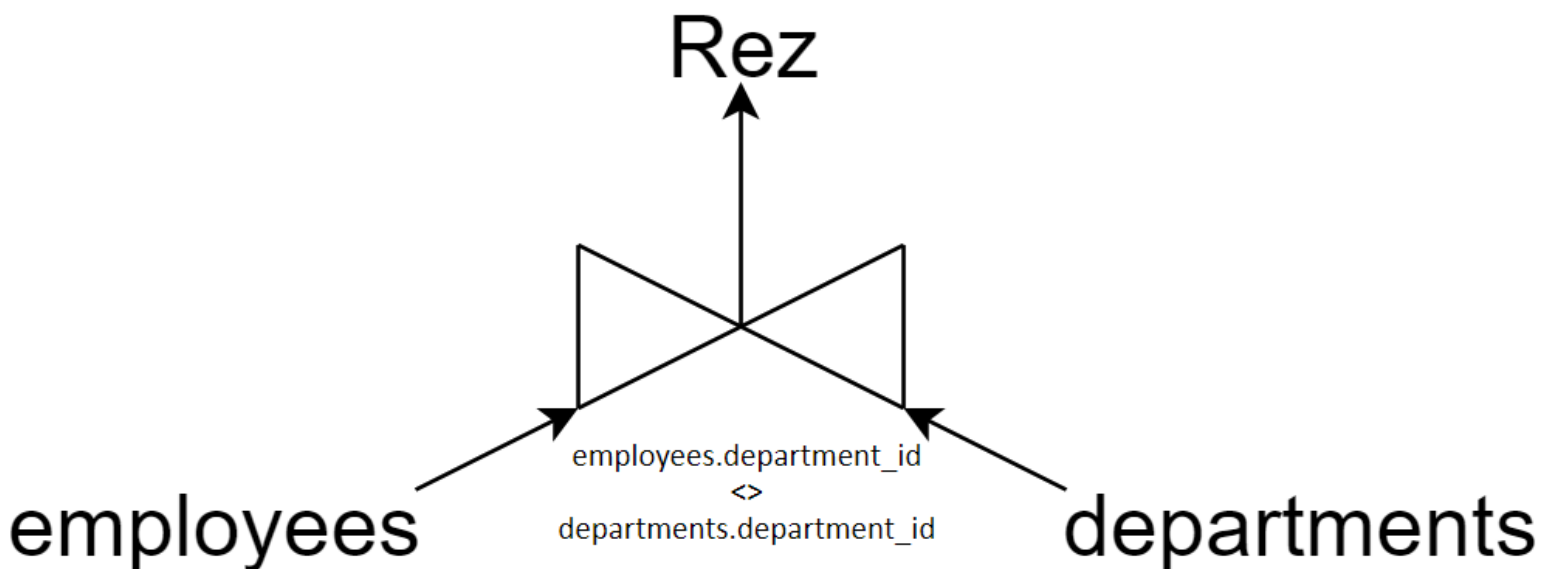 Rez
employees.department_id
<>
departments.department_id
employees
departments